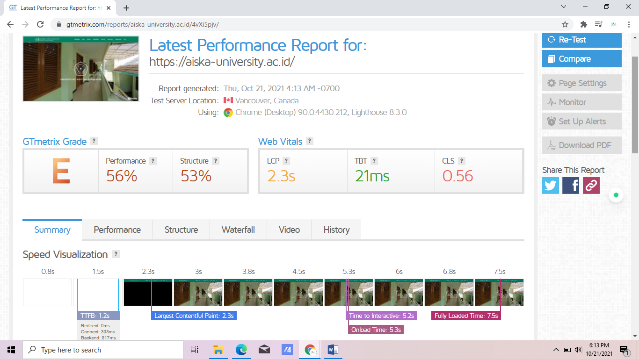 Latest Performance Report for: h
gtmetrix.com/reports/aiska-university.ac.id/4vXi5pjv/
Latest Performance Report for:
https://aiska-university.ac.id/
Report generated: Thu, Oct 21, 2021 4:13 AM -0700
Test Server Location: Vancouver, Canada
Using: Chrome (Desktop) 90.0.4430.212, Lighthouse 8.3.0
Re-Test
Compare
Page Settings
Monitor
Set Up Alerts
Download PDF
Share This Report
GTmetrix Grade ?
E
Performance ?
56%
Structure ?
53%
Web Vitals ?
LCP ?
2.3s
TBT ?
21ms
CLS ?
0.56
Summary Performance Structure Waterfall Video History
Speed Visualization ?
0.8s 1.5s 2.3s 3s 3.8s 4.5s 5.3s 6s 6.8s 7.5s
TTFB: 1.2s
Redirect: 0ms
Connect: 303ms
Backend: 877ms
Largest Contentful Paint: 2.3s
Time to Interactive: 5.2s
Onload Time: 5.3s
Fully Loaded Time: 7.5s
Type here to search
6:13 PM
10/21/2021